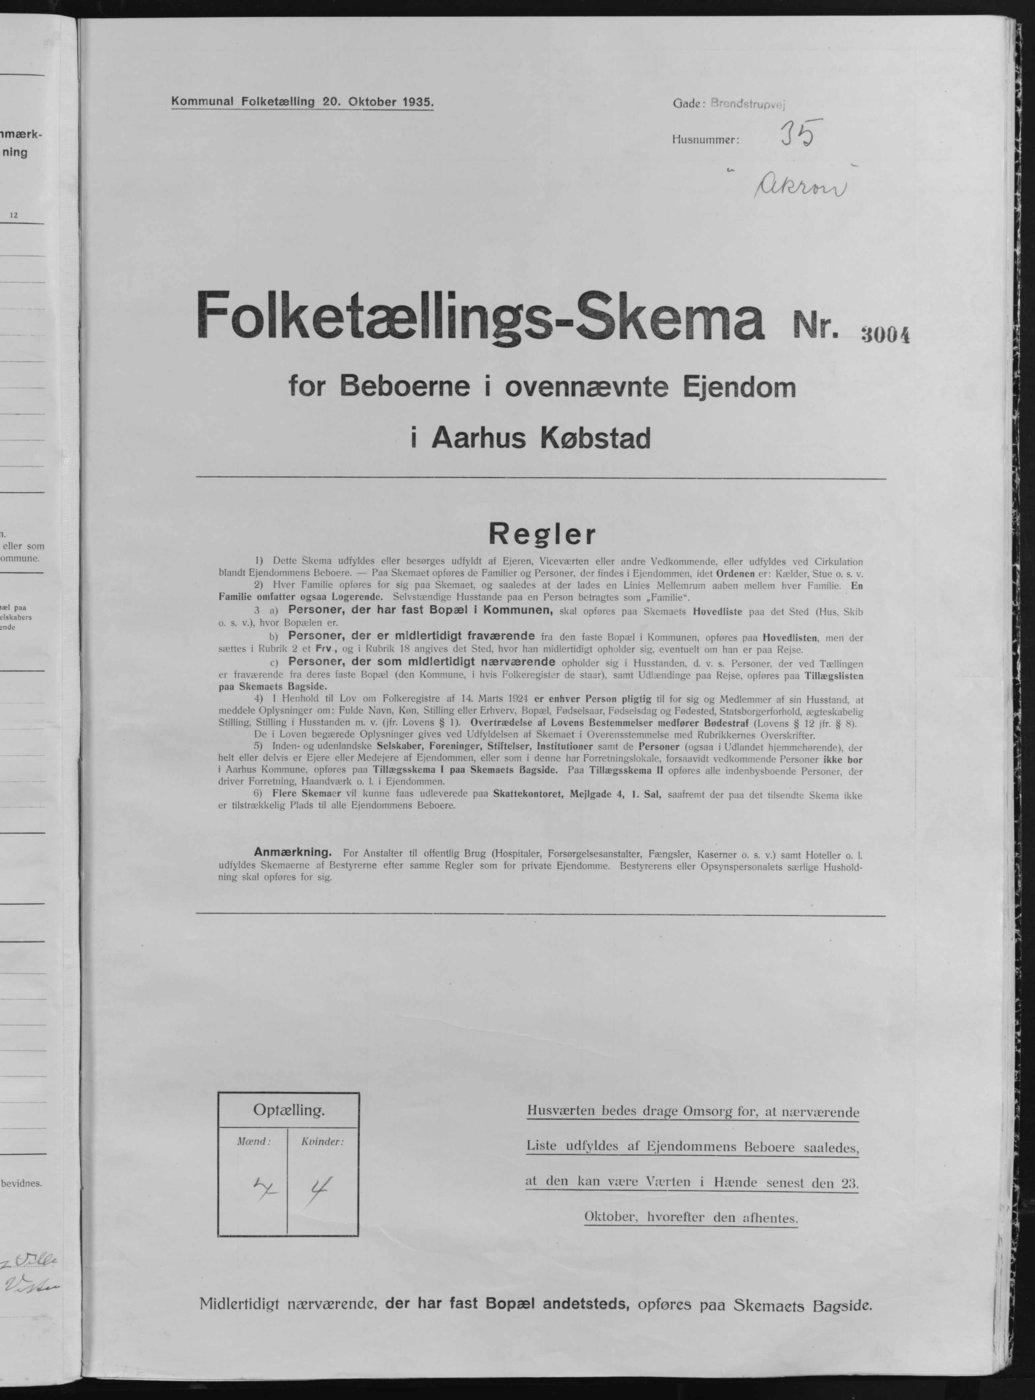 nmærk-
ning
12
n.
eller som
ommune.
æl paa
elskabers
ende
bevidnes.
Kommunal Folketælling 20. Oktober 1935.
Gade: Brendstrupvej
Husnummer: 35
"Akron"
Folketællings-Skema Nr. 3004
for Beboerne i ovennævnte Ejendom
i Aarhus Købstad
Regler
1) Dette Skema udfyldes eller besørges udfyldt af Ejeren, Viceværten eller andre Vedkommende, eller udfyldes ved Cirkulation
blandt Ejendommens Beboere. — Paa Skemaet opføres de Familier og Personer, der findes i Ejendommen, idet Ordenen er: Kælder, Stue o. s. v.
2) Hver Familie opføres for sig paa Skemaet, og saaledes at der lades en Linies Mellemrum aaben mellem hver Familie. En
Familie omfatter ogsaa Logerende. Selvstændige Husstande paa en Person betragtes som „Familie".
3 a) Personer, der har fast Bopæl i Kommunen, skal opføres paa Skemaets Hovedliste paa det Sted (Hus, Skib
o. s. v.), hvor Bopælen er.
b) Personer, der er midlertidigt fraværende fra den faste Bopæl i Kommunen, opføres paa Hovedlisten, men der
sættes i Rubrik 2 et Frv., og i Rubrik 18 angives det Sted, hvor han midlertidigt opholder sig, eventuelt om han er paa Rejse.
c) Personer, der som midlertidigt nærværende opholder sig i Husstanden, d. v. s. Personer, der ved Tællingen
er fraværende fra deres faste Bopæl (den Kommune, i hvis Folkeregister de staar), samt Udlændinge paa Rejse, opføres paa Tillægslisten
paa Skemaets Bagside.
4) I Henhold til Lov om Folkeregistre af 14. Marts 1924 er enhver Person pligtig til for sig og Medlemmer af sin Husstand, at
meddele Oplysninger om: Fulde Navn, Køn, Stilling eller Erhverv, Bopæl, Fødselsaar, Fødselsdag og Fødested, Statsborgerforhold, ægteskabelig
Stilling, Stilling i Husstanden m. v. (jfr. Lovens § 1). Overtrædelse af Lovens Bestemmelser medfører Bødestraf (Lovens § 12 jfr. § 8).
De i Loven begærede Oplysninger gives ved Udfyldelsen af Skemaet i Overensstemmelse med Rubrikkernes Overskrifter.
5) Inden- og udenlandske Selskaber, Foreninger, Stiftelser, Institutioner samt de Personer (ogsaa i Udlandet hjemmehørende), der
helt eller delvis er Ejere eller Medejere af Ejendommen, eller som i denne har Forretningslokale, forsaavidt vedkommende Personer ikke bor
i Aarhus Kommune, opføres paa Tillægsskema I paa Skemaets Bagside. Paa Tillægsskema II opføres alle indenbysboende Personer, der
driver Forretning, Haandværk o. l. i Ejendommen.
6) Flere Skemaer vil kunne faas udleverede paa Skattekontoret, Mejlgade 4, 1. Sal, saafremt der paa det tilsendte Skema ikke
er tilstrækkelig Plads til alle Ejendommens Beboere.
Anmærkning. For Anstalter til offentlig Brug (Hospitaler, Forsørgelsesanstalter, Fængsler, Kaserner o. s. v.) samt Hoteller o. l.
udfyldes Skemaerne af Bestyrerne efter samme Regler som for private Ejendomme. Bestyrerens eller Opsynspersonalets særlige Hushold-
ning skal opføres for sig.
Optælling.
Mænd: Kvinder:
4 4
Husværten bedes drage Omsorg for, at nærværende
Liste udfyldes af Ejendommens Beboere saaledes,
at den kan være Værten i Hænde senest den 23.
Oktober, hvorefter den afhentes.
Midlertidigt nærværende, der har fast Bopæl andetsteds, opføres paa Skemaets Bagside.